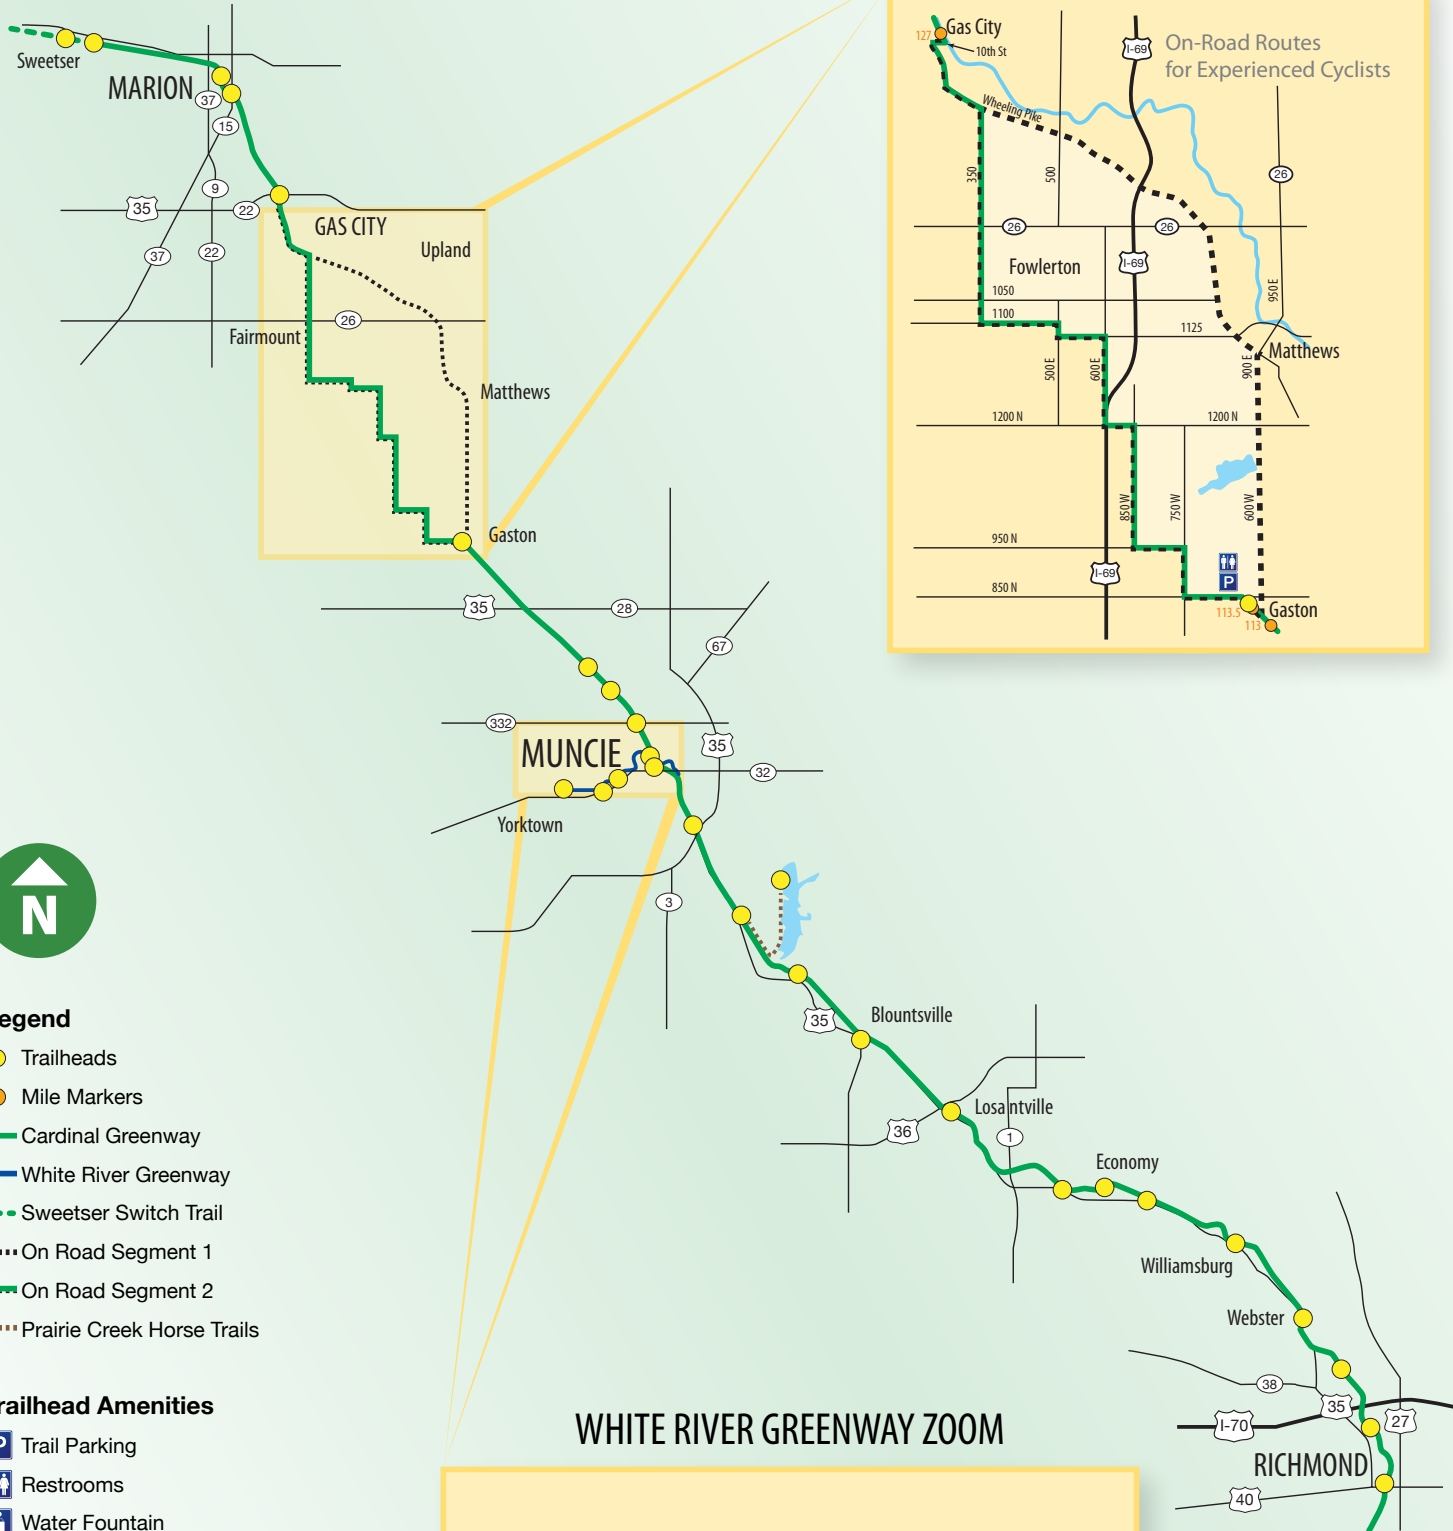 Sweetser
MARION
37
15
9
35
22
GAS CITY
Upland
37
22
26
Fairmount
Matthews
Gaston
35
28
67
332
MUNCIE
35
32
Yorktown
3
35
Blountsville
Losantville
36
1
Economy
Williamsburg
Webster
38
35
I-70
27
RICHMOND
40
Gas City
127
10th St
I-69
On-Road Routes
for Experienced Cyclists
Wheeling Pike
350
500
26
26
26
Fowlerton
I-69
950 E
1050
1100
1125
Matthews
500 E
600 E
900 E
1200 N
1200 N
850 W
750 W
600 W
950 N
I-69
P
850 N
113.5
Gaston
113
N
egend
Trailheads
Mile Markers
Cardinal Greenway
White River Greenway
Sweetser Switch Trail
On Road Segment 1
On Road Segment 2
Prairie Creek Horse Trails
railhead Amenities
P Trail Parking
Restrooms
Water Fountain
WHITE RIVER GREENWAY ZOOM